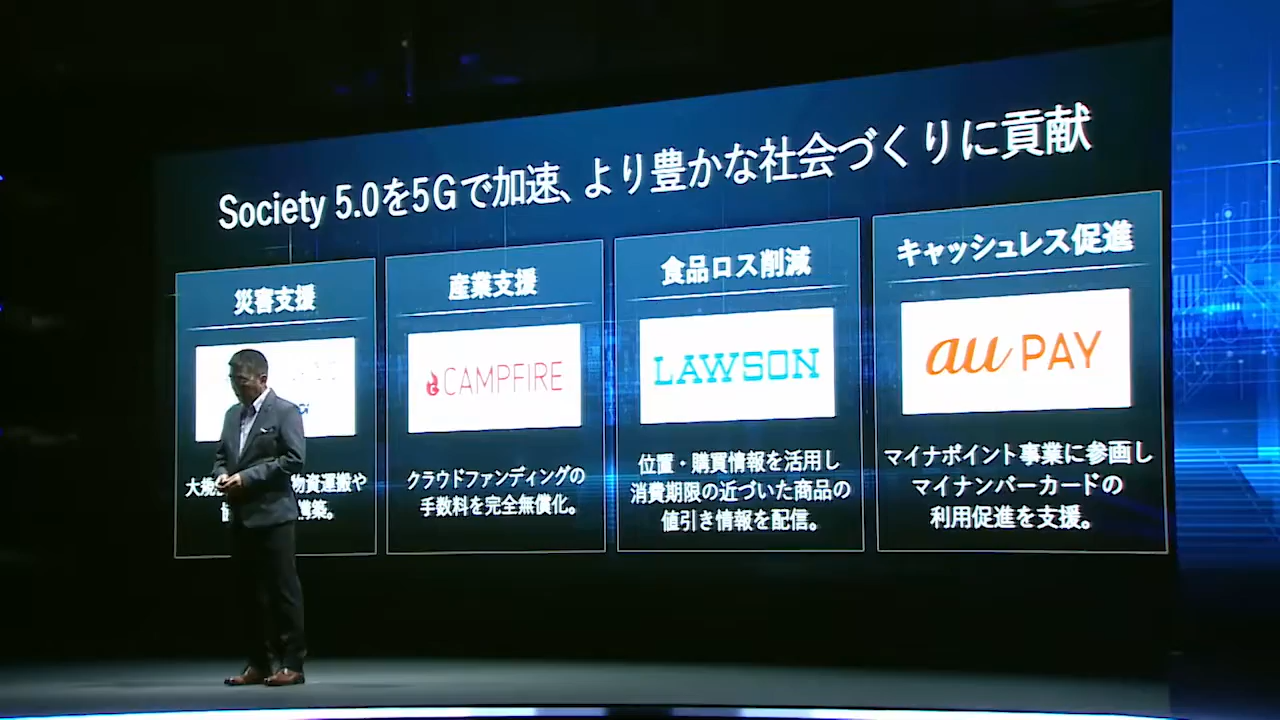 Society 5.0を5Gで加速、より豊かな社会づくりに貢献
災害支援
物資運搬や
築。
産業支援
CAMPFIRE
クラウドファンディングの
手数料を完全無償化。
食品ロス削減
LAWSON
位置・購買情報を活用し
消費期限の近づいた商品の
値引き情報を配信。
キャッシュレス促進
au PAY
マイナポイント事業に参画し
マイナンバーカードの
利用促進を支援。